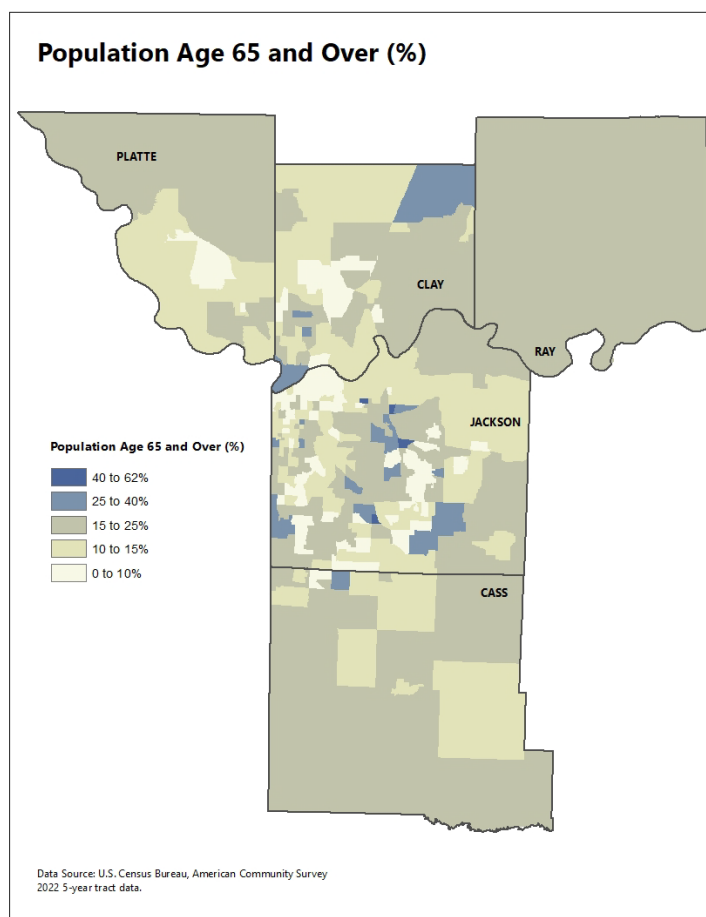 Population Age 65 and Over (%)
PLATTE
CLAY
RAY
JACKSON
Population Age 65 and Over (%)
40 to 62%
25 to 40%
15 to 25%
10 to 15%
0 to 10%
CASS
Data Source: U.S. Census Bureau, American Community Survey
2022 5-year tract data.